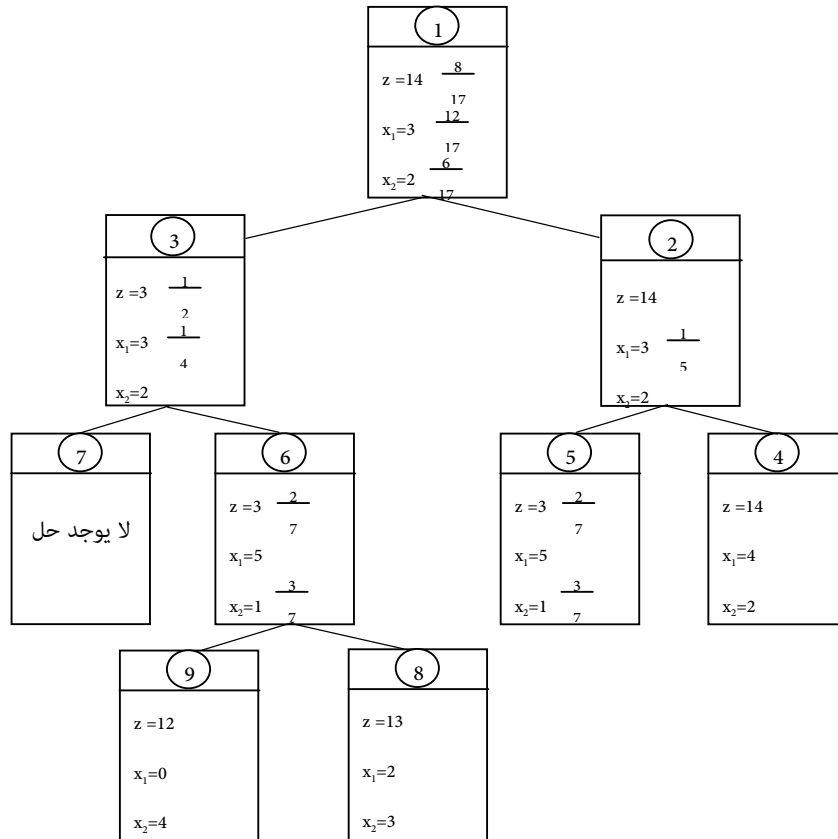 1
z =14 8/17
x₁=3 12/17
x₂=2 6/17
3
z =3 1/2
x₁=3 1/4
x₂=2
2
z =14
x₁=3 1/5
x₂=2
7
لا يوجد حل
6
z =3 2/7
x₁=5
x₂=1 3/7
5
z =3 2/7
x₁=5
x₂=1 3/7
4
z =14
x₁=4
x₂=2
9
z =12
x₁=0
x₂=4
8
z =13
x₁=2
x₂=3